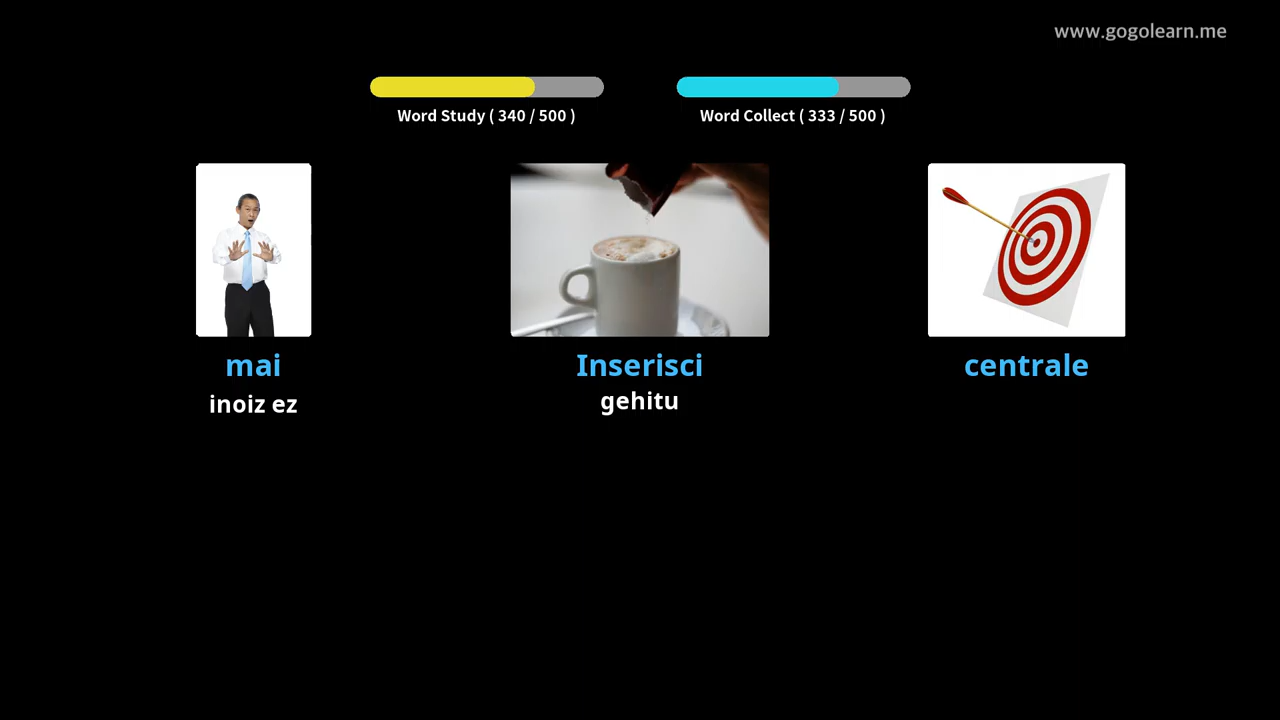 www.gogolearn.me
Word Study ( 340 / 500 )
Word Collect ( 333 / 500 )
mai
inoiz ez
Inserisci
gehitu
centrale